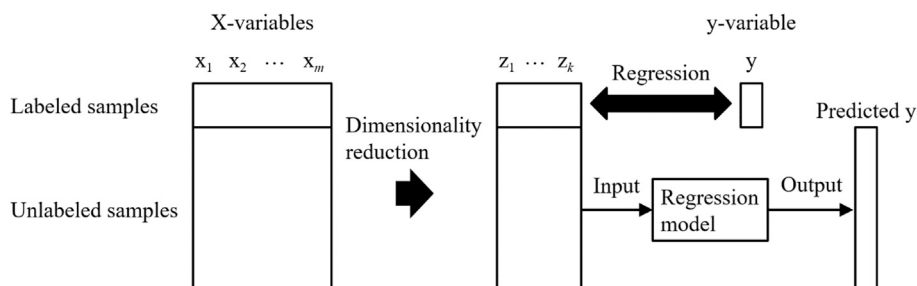 X-variables
y-variable
x₁ x₂ ⋯ xₘ
z₁ ⋯ zₖ
Regression
y
Labeled samples
Predicted y
Dimensionality
reduction
Unlabeled samples
Input
Regression
model
Output